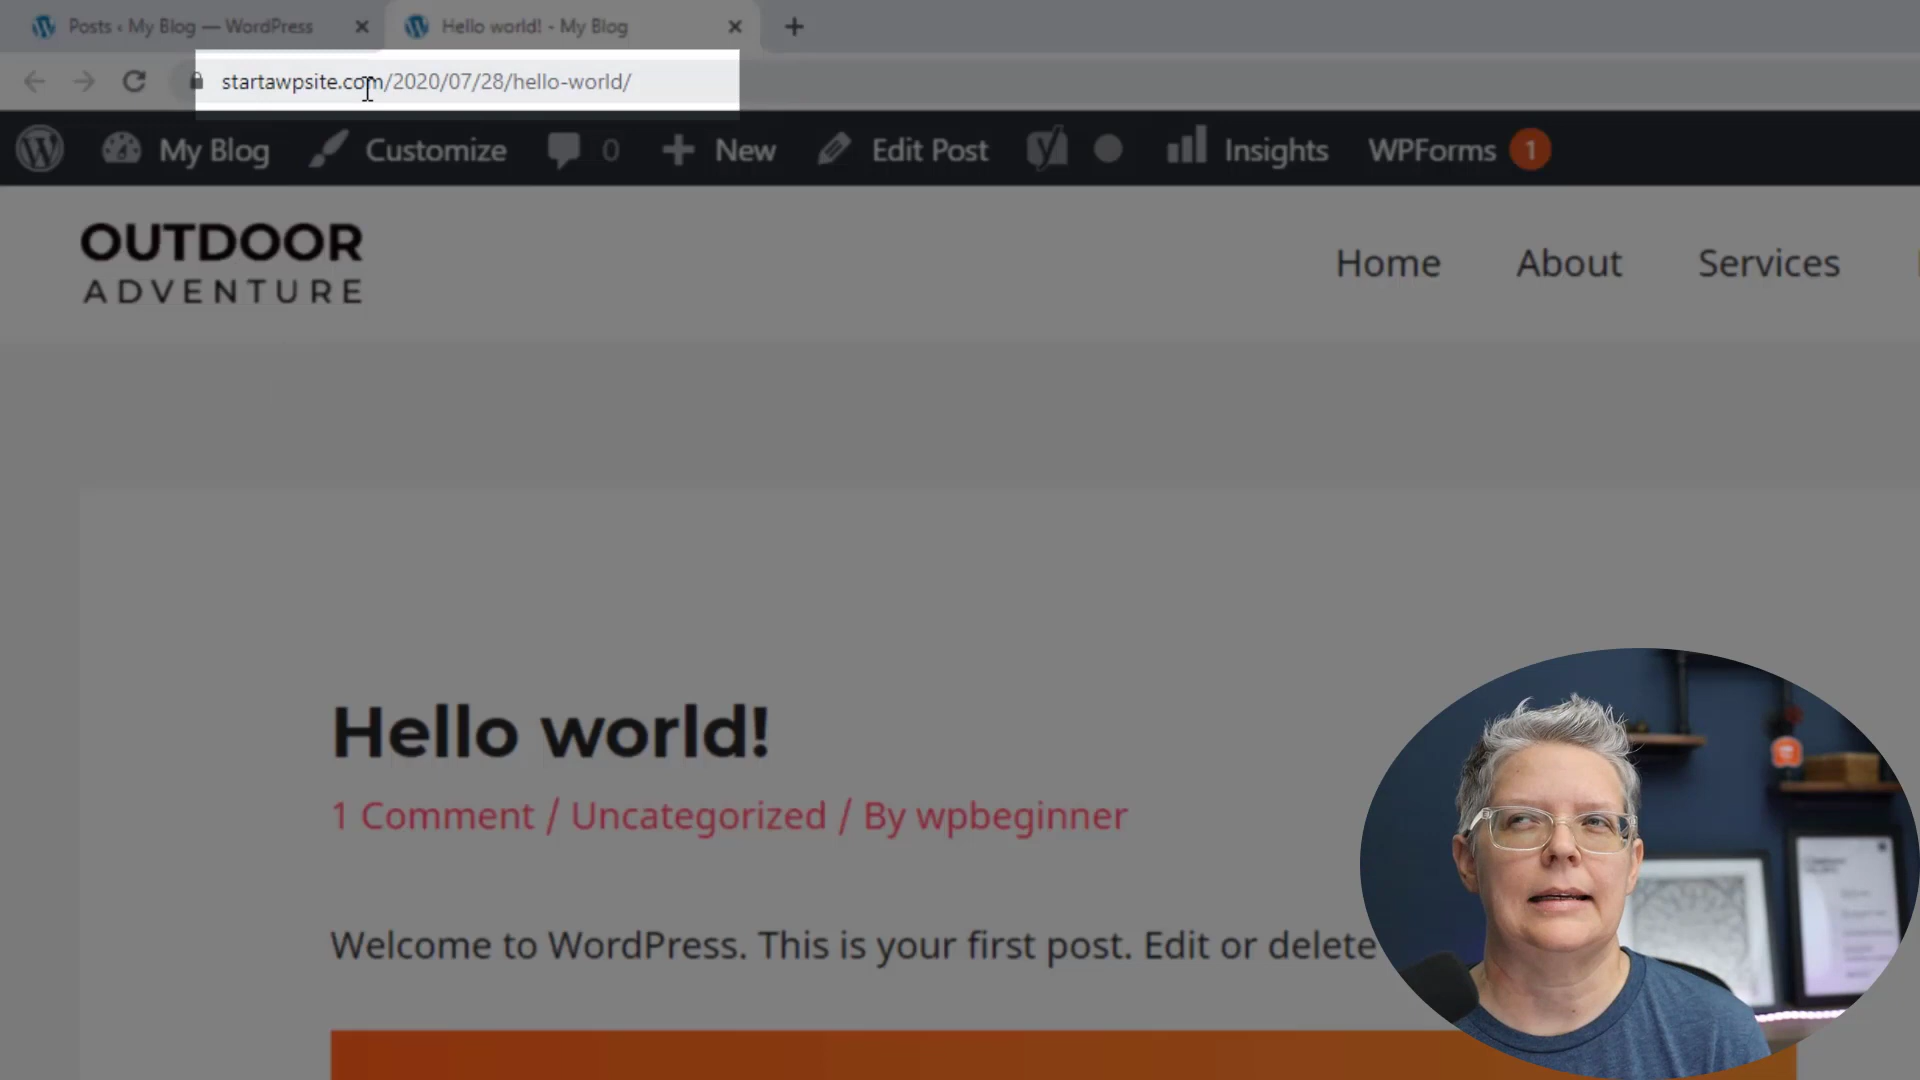 Posts ‹ My Blog — WordPress
Hello world! - My Blog
startawpsite.com/2020/07/28/hello-world/
My Blog
Customize
0
New
Edit Post
Insights
WPForms
1
OUTDOOR
ADVENTURE
Home
About
Services
Hello world!
1 Comment / Uncategorized / By wpbeginner
Welcome to WordPress. This is your first post. Edit or delete